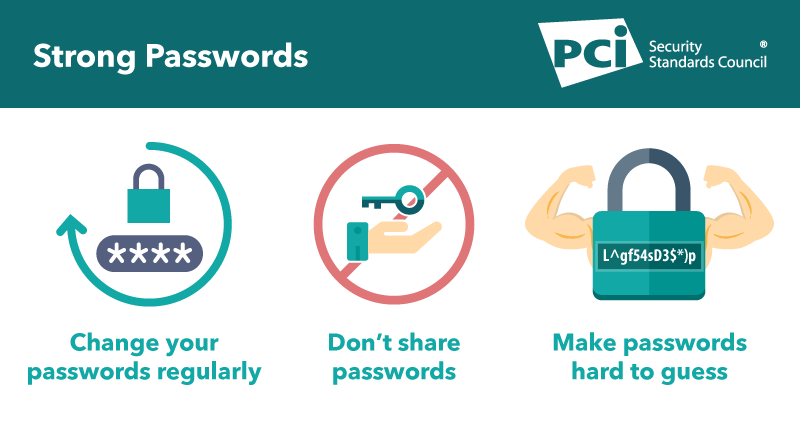 Strong Passwords
PCi Security
Standards Council ®
****
L^gf54sD3$*)p
Change your
passwords regularly
Don't share
passwords
Make passwords
hard to guess